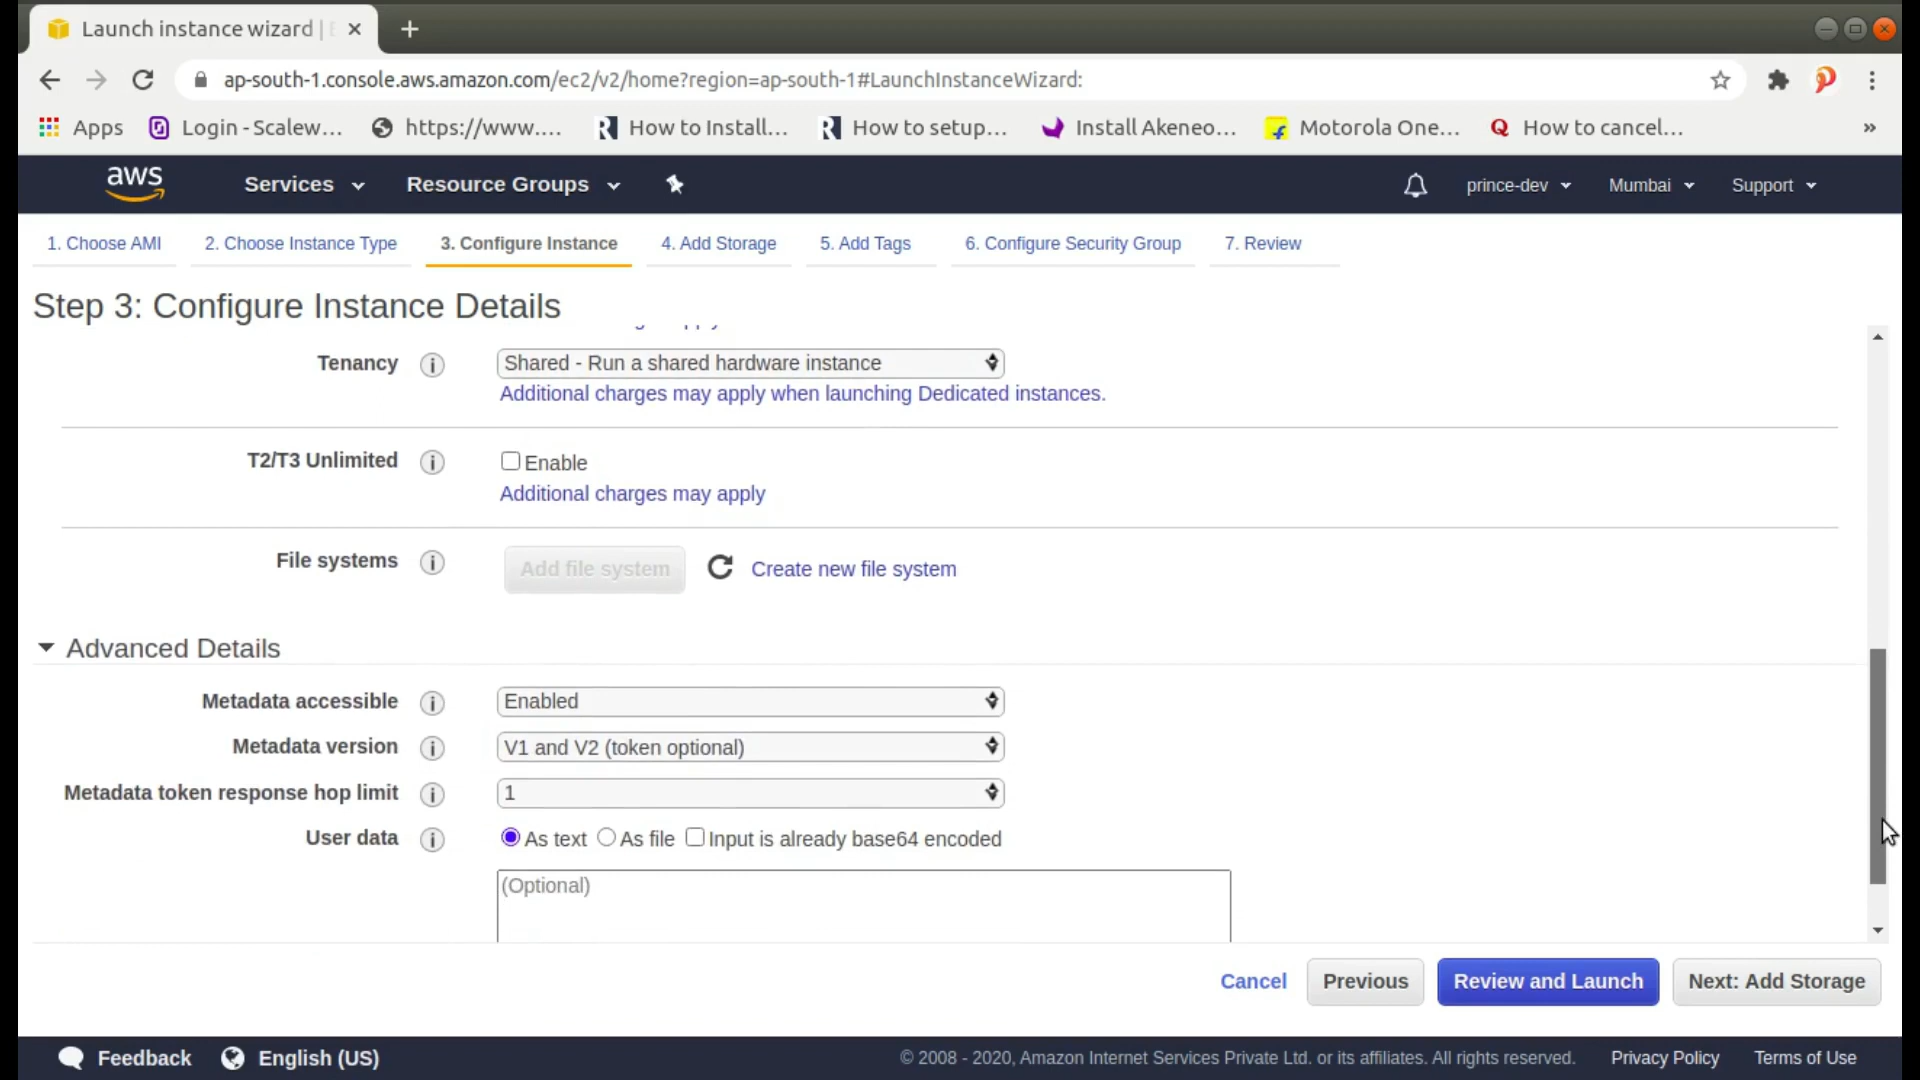 Launch instance wizard |
ap-south-1.console.aws.amazon.com/ec2/v2/home?region=ap-south-1#LaunchInstanceWizard:
Apps Login - Scalew... https://www.... How to Install... How to setup... Install Akeneo... Motorola One... How to cancel... »
aws Services Resource Groups prince-dev Mumbai Support
1. Choose AMI 2. Choose Instance Type 3. Configure Instance 4. Add Storage 5. Add Tags 6. Configure Security Group 7. Review
Step 3: Configure Instance Details
Tenancy i Shared - Run a shared hardware instance
Additional charges may apply when launching Dedicated instances.
T2/T3 Unlimited i Enable
Additional charges may apply
File systems i Add file system Create new file system
Advanced Details
Metadata accessible i Enabled
Metadata version i V1 and V2 (token optional)
Metadata token response hop limit i 1
User data i As text As file Input is already base64 encoded
(Optional)
Cancel Previous Review and Launch Next: Add Storage
Feedback English (US) © 2008 - 2020, Amazon Internet Services Private Ltd. or its affiliates. All rights reserved. Privacy Policy Terms of Use